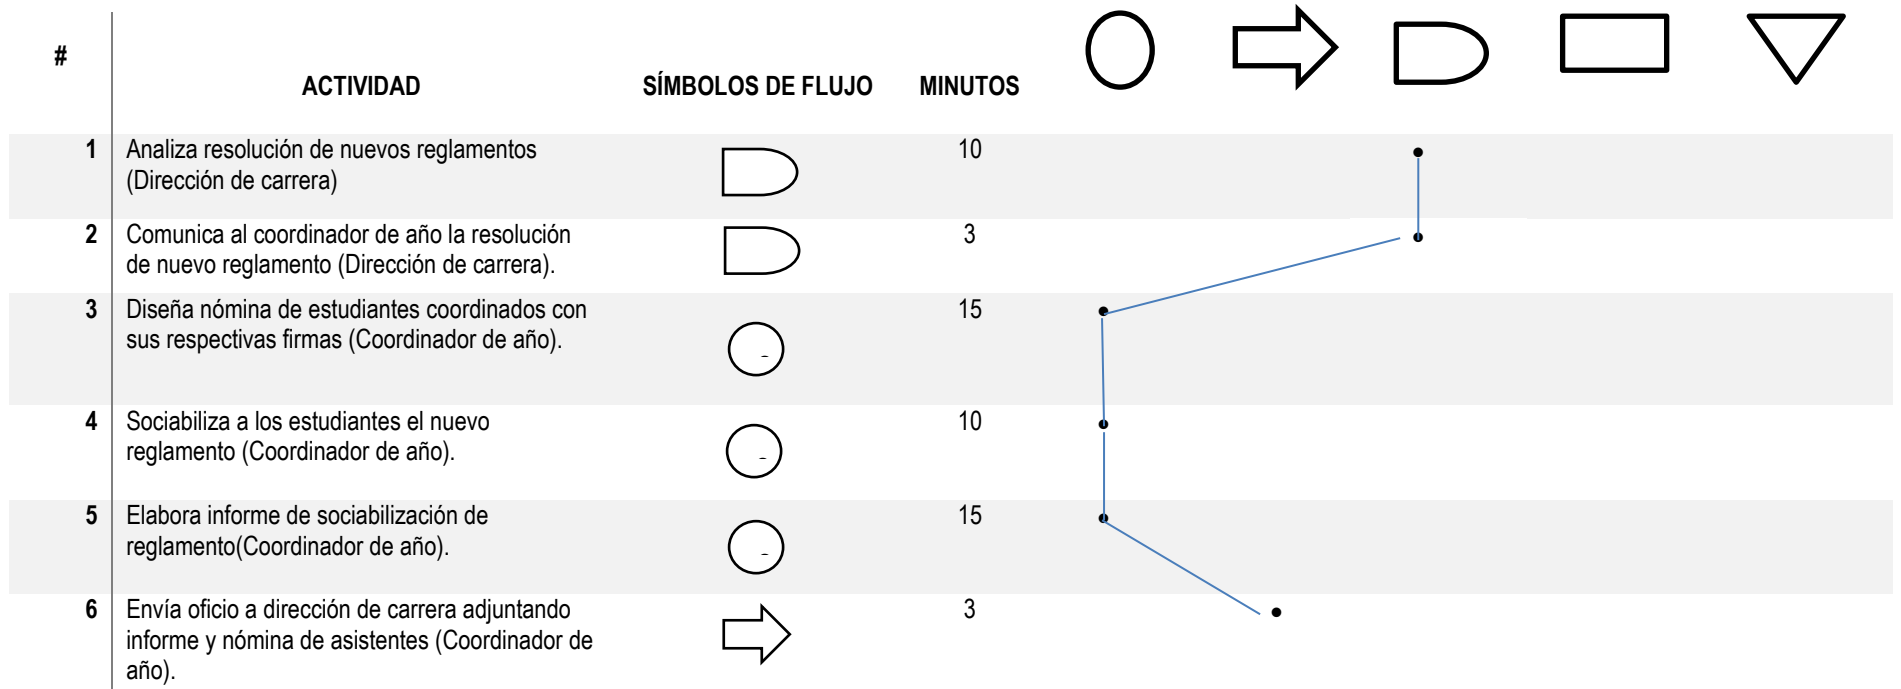 #
ACTIVIDAD
SÍMBOLOS DE FLUJO
MINUTOS
1
Analiza resolución de nuevos reglamentos
(Dirección de carrera)
10
2
Comunica al coordinador de año la resolución
de nuevo reglamento (Dirección de carrera).
3
3
Diseña nómina de estudiantes coordinados con
sus respectivas firmas (Coordinador de año).
15
4
Sociabiliza a los estudiantes el nuevo
reglamento (Coordinador de año).
10
5
Elabora informe de sociabilización de
reglamento(Coordinador de año).
15
6
Envía oficio a dirección de carrera adjuntando
informe y nómina de asistentes (Coordinador de
año).
3